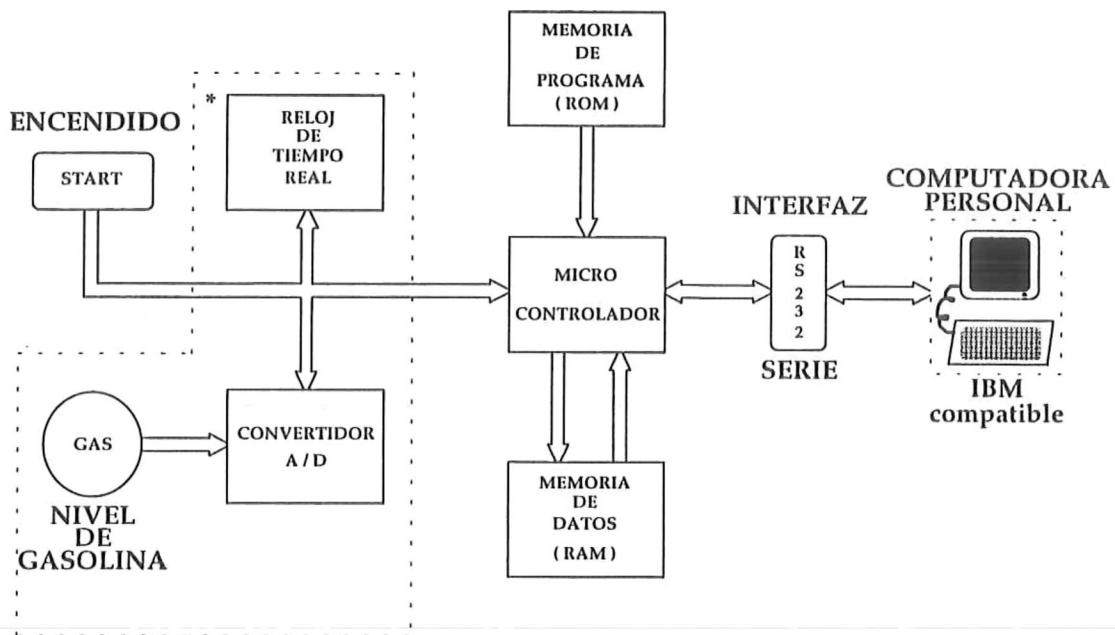 MEMORIA
DE
PROGRAMA
( ROM )
*
RELOJ
DE
TIEMPO
REAL
ENCENDIDO
START
MICRO
CONTROLADOR
INTERFAZ
R
S
2
3
2
SERIE
COMPUTADORA
PERSONAL
IBM
compatible
GAS
NIVEL
DE
GASOLINA
CONVERTIDOR
A / D
MEMORIA
DE
DATOS
( RAM )